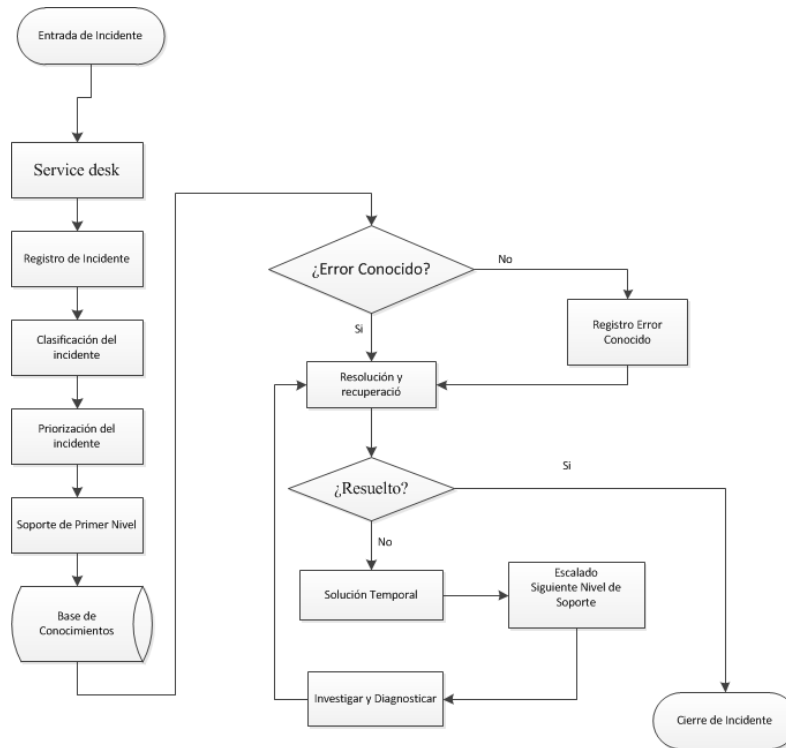 Entrada de Incidente
Service desk
Registro de Incidente
Clasificación del
incidente
Priorización del
incidente
Soporte de Primer Nivel
Base de
Conocimientos
¿Error Conocido?
No
Registro Error
Conocido
Si
Resolución y
recuperació
¿Resuelto?
Si
No
Solución Temporal
Escalado
Siguiente Nivel de
Soporte
Investigar y Diagnosticar
Cierre de Incidente